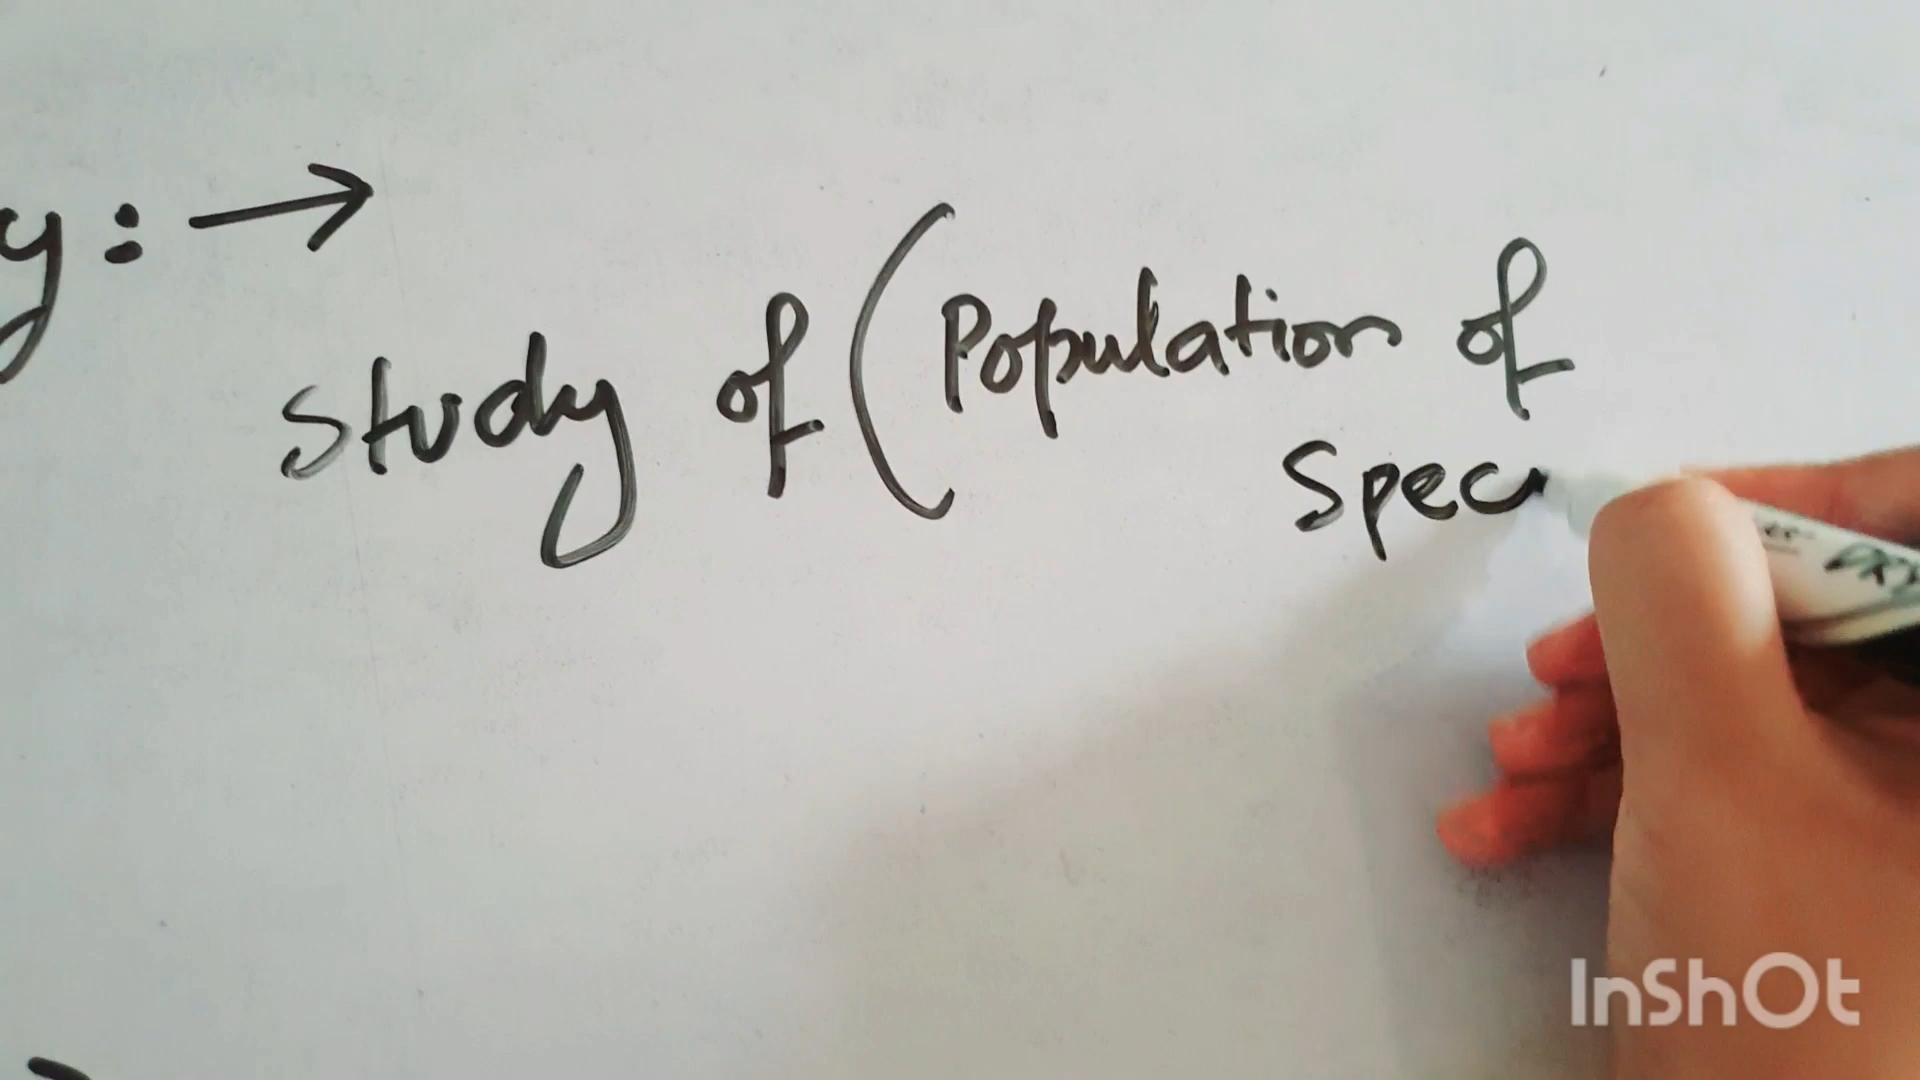 y: →
Study of (Population of
Spec
InShOt